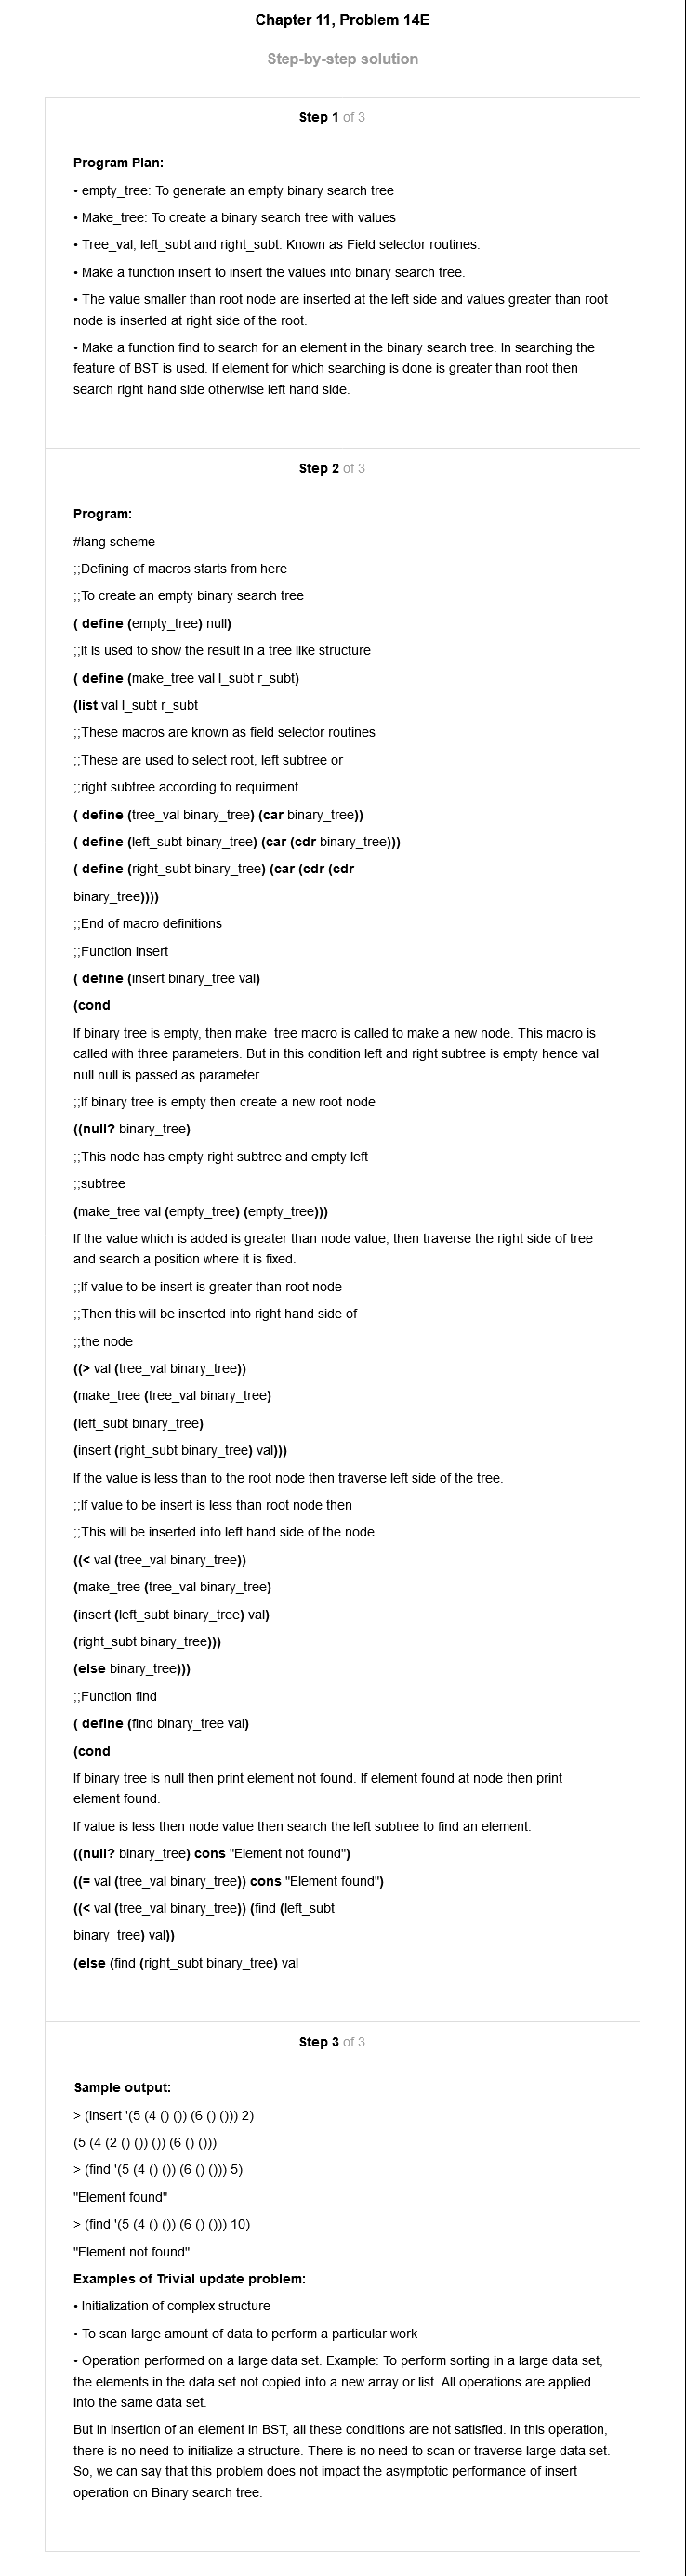 Chapter 11, Problem 14E
Step-by-step solution
Step 1 of 3
Program Plan:
• empty_tree: To generate an empty binary search tree
• Make_tree: To create a binary search tree with values
• Tree_val, left_subt and right_subt: Known as Field selector routines.
• Make a function insert to insert the values into binary search tree.
• The value smaller than root node are inserted at the left side and values greater than root
node is inserted at right side of the root.
• Make a function find to search for an element in the binary search tree. In searching the
feature of BST is used. If element for which searching is done is greater than root then
search right hand side otherwise left hand side.
Step 2 of 3
Program:
#lang scheme
;;Defining of macros starts from here
;;To create an empty binary search tree
( define (empty_tree) null)
;;It is used to show the result in a tree like structure
( define (make_tree val l_subt r_subt)
(list val l_subt r_subt
;;These macros are known as field selector routines
;;These are used to select root, left subtree or
;;right subtree according to requirment
( define (tree_val binary_tree) (car binary_tree))
( define (left_subt binary_tree) (car (cdr binary_tree)))
( define (right_subt binary_tree) (car (cdr (cdr
binary_tree))))
;;End of macro definitions
;;Function insert
( define (insert binary_tree val)
(cond
If binary tree is empty, then make_tree macro is called to make a new node. This macro is
called with three parameters. But in this condition left and right subtree is empty hence val
null null is passed as parameter.
;;If binary tree is empty then create a new root node
((null? binary_tree)
;;This node has empty right subtree and empty left
;;subtree
(make_tree val (empty_tree) (empty_tree)))
If the value which is added is greater than node value, then traverse the right side of tree
and search a position where it is fixed.
;;If value to be insert is greater than root node
;;Then this will be inserted into right hand side of
;;the node
((> val (tree_val binary_tree))
(make_tree (tree_val binary_tree)
(left_subt binary_tree)
(insert (right_subt binary_tree) val)))
If the value is less than to the root node then traverse left side of the tree.
;;If value to be insert is less than root node then
;;This will be inserted into left hand side of the node
((< val (tree_val binary_tree))
(make_tree (tree_val binary_tree)
(insert (left_subt binary_tree) val)
(right_subt binary_tree)))
(else binary_tree)))
;;Function find
( define (find binary_tree val)
(cond
If binary tree is null then print element not found. If element found at node then print
element found.
If value is less then node value then search the left subtree to find an element.
((null? binary_tree) cons "Element not found")
((= val (tree_val binary_tree)) cons "Element found")
((< val (tree_val binary_tree)) (find (left_subt
binary_tree) val))
(else (find (right_subt binary_tree) val
Step 3 of 3
Sample output:
> (insert '(5 (4 () ()) (6 () ())) 2)
(5 (4 (2 () ()) ()) (6 () ()))
> (find '(5 (4 () ()) (6 () ())) 5)
"Element found"
> (find '(5 (4 () ()) (6 () ())) 10)
"Element not found"
Examples of Trivial update problem:
• Initialization of complex structure
• To scan large amount of data to perform a particular work
• Operation performed on a large data set. Example: To perform sorting in a large data set,
the elements in the data set not copied into a new array or list. All operations are applied
into the same data set.
But in insertion of an element in BST, all these conditions are not satisfied. In this operation,
there is no need to initialize a structure. There is no need to scan or traverse large data set.
So, we can say that this problem does not impact the asymptotic performance of insert
operation on Binary search tree.